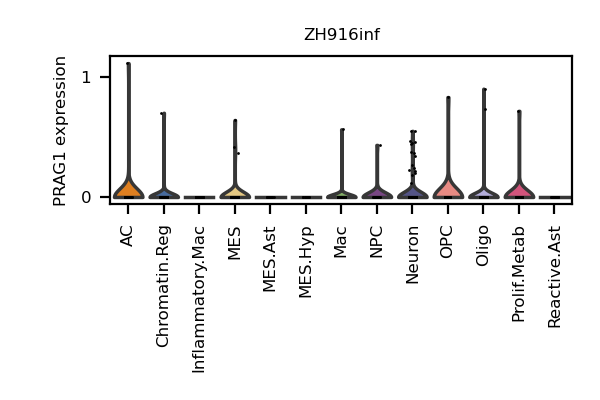 ZH916inf
PRAG1 expression
1
0
AC
Chromatin.Reg
Inflammatory.Mac
MES
MES.Ast
MES.Hyp
Mac
NPC
Neuron
OPC
Oligo
Prolif.Metab
Reactive.Ast